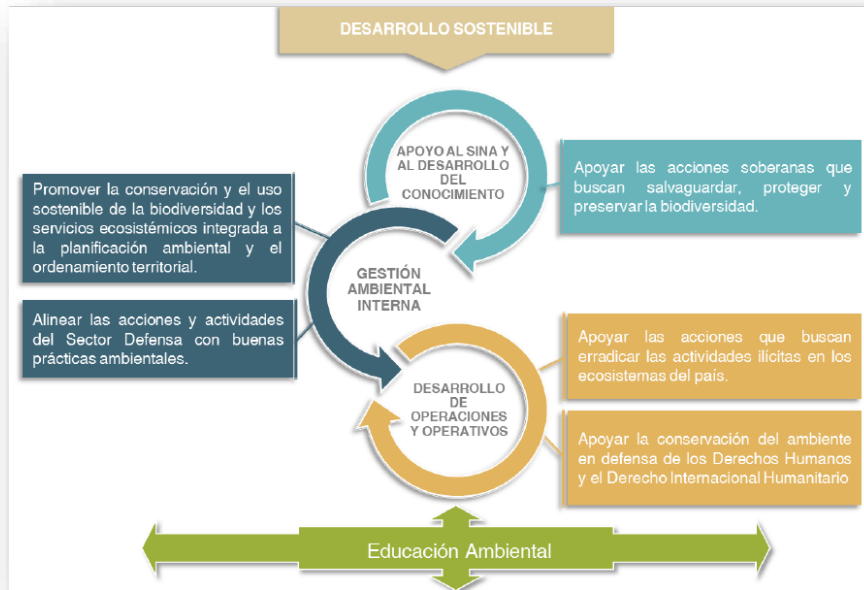 DESARROLLO SOSTENIBLE
APOYO AL SINA Y
AL DESARROLLO
DEL
CONOCIMIENTO
Apoyar las acciones soberanas que
buscan salvaguardar, proteger y
preservar la biodiversidad.
Promover la conservación y el uso
sostenible de la biodiversidad y los
servicios ecosistémicos integrada a
la planificación ambiental y el
ordenamiento territorial.
GESTIÓN
AMBIENTAL
INTERNA
Alinear las acciones y actividades
del Sector Defensa con buenas
prácticas ambientales.
Apoyar las acciones que buscan
erradicar las actividades ilícitas en los
ecosistemas del país.
DESARROLLO
DE
OPERACIONES
Y OPERATIVOS
Apoyar la conservación del ambiente
en defensa de los Derechos Humanos
y el Derecho Internacional Humanitario
Educación Ambiental